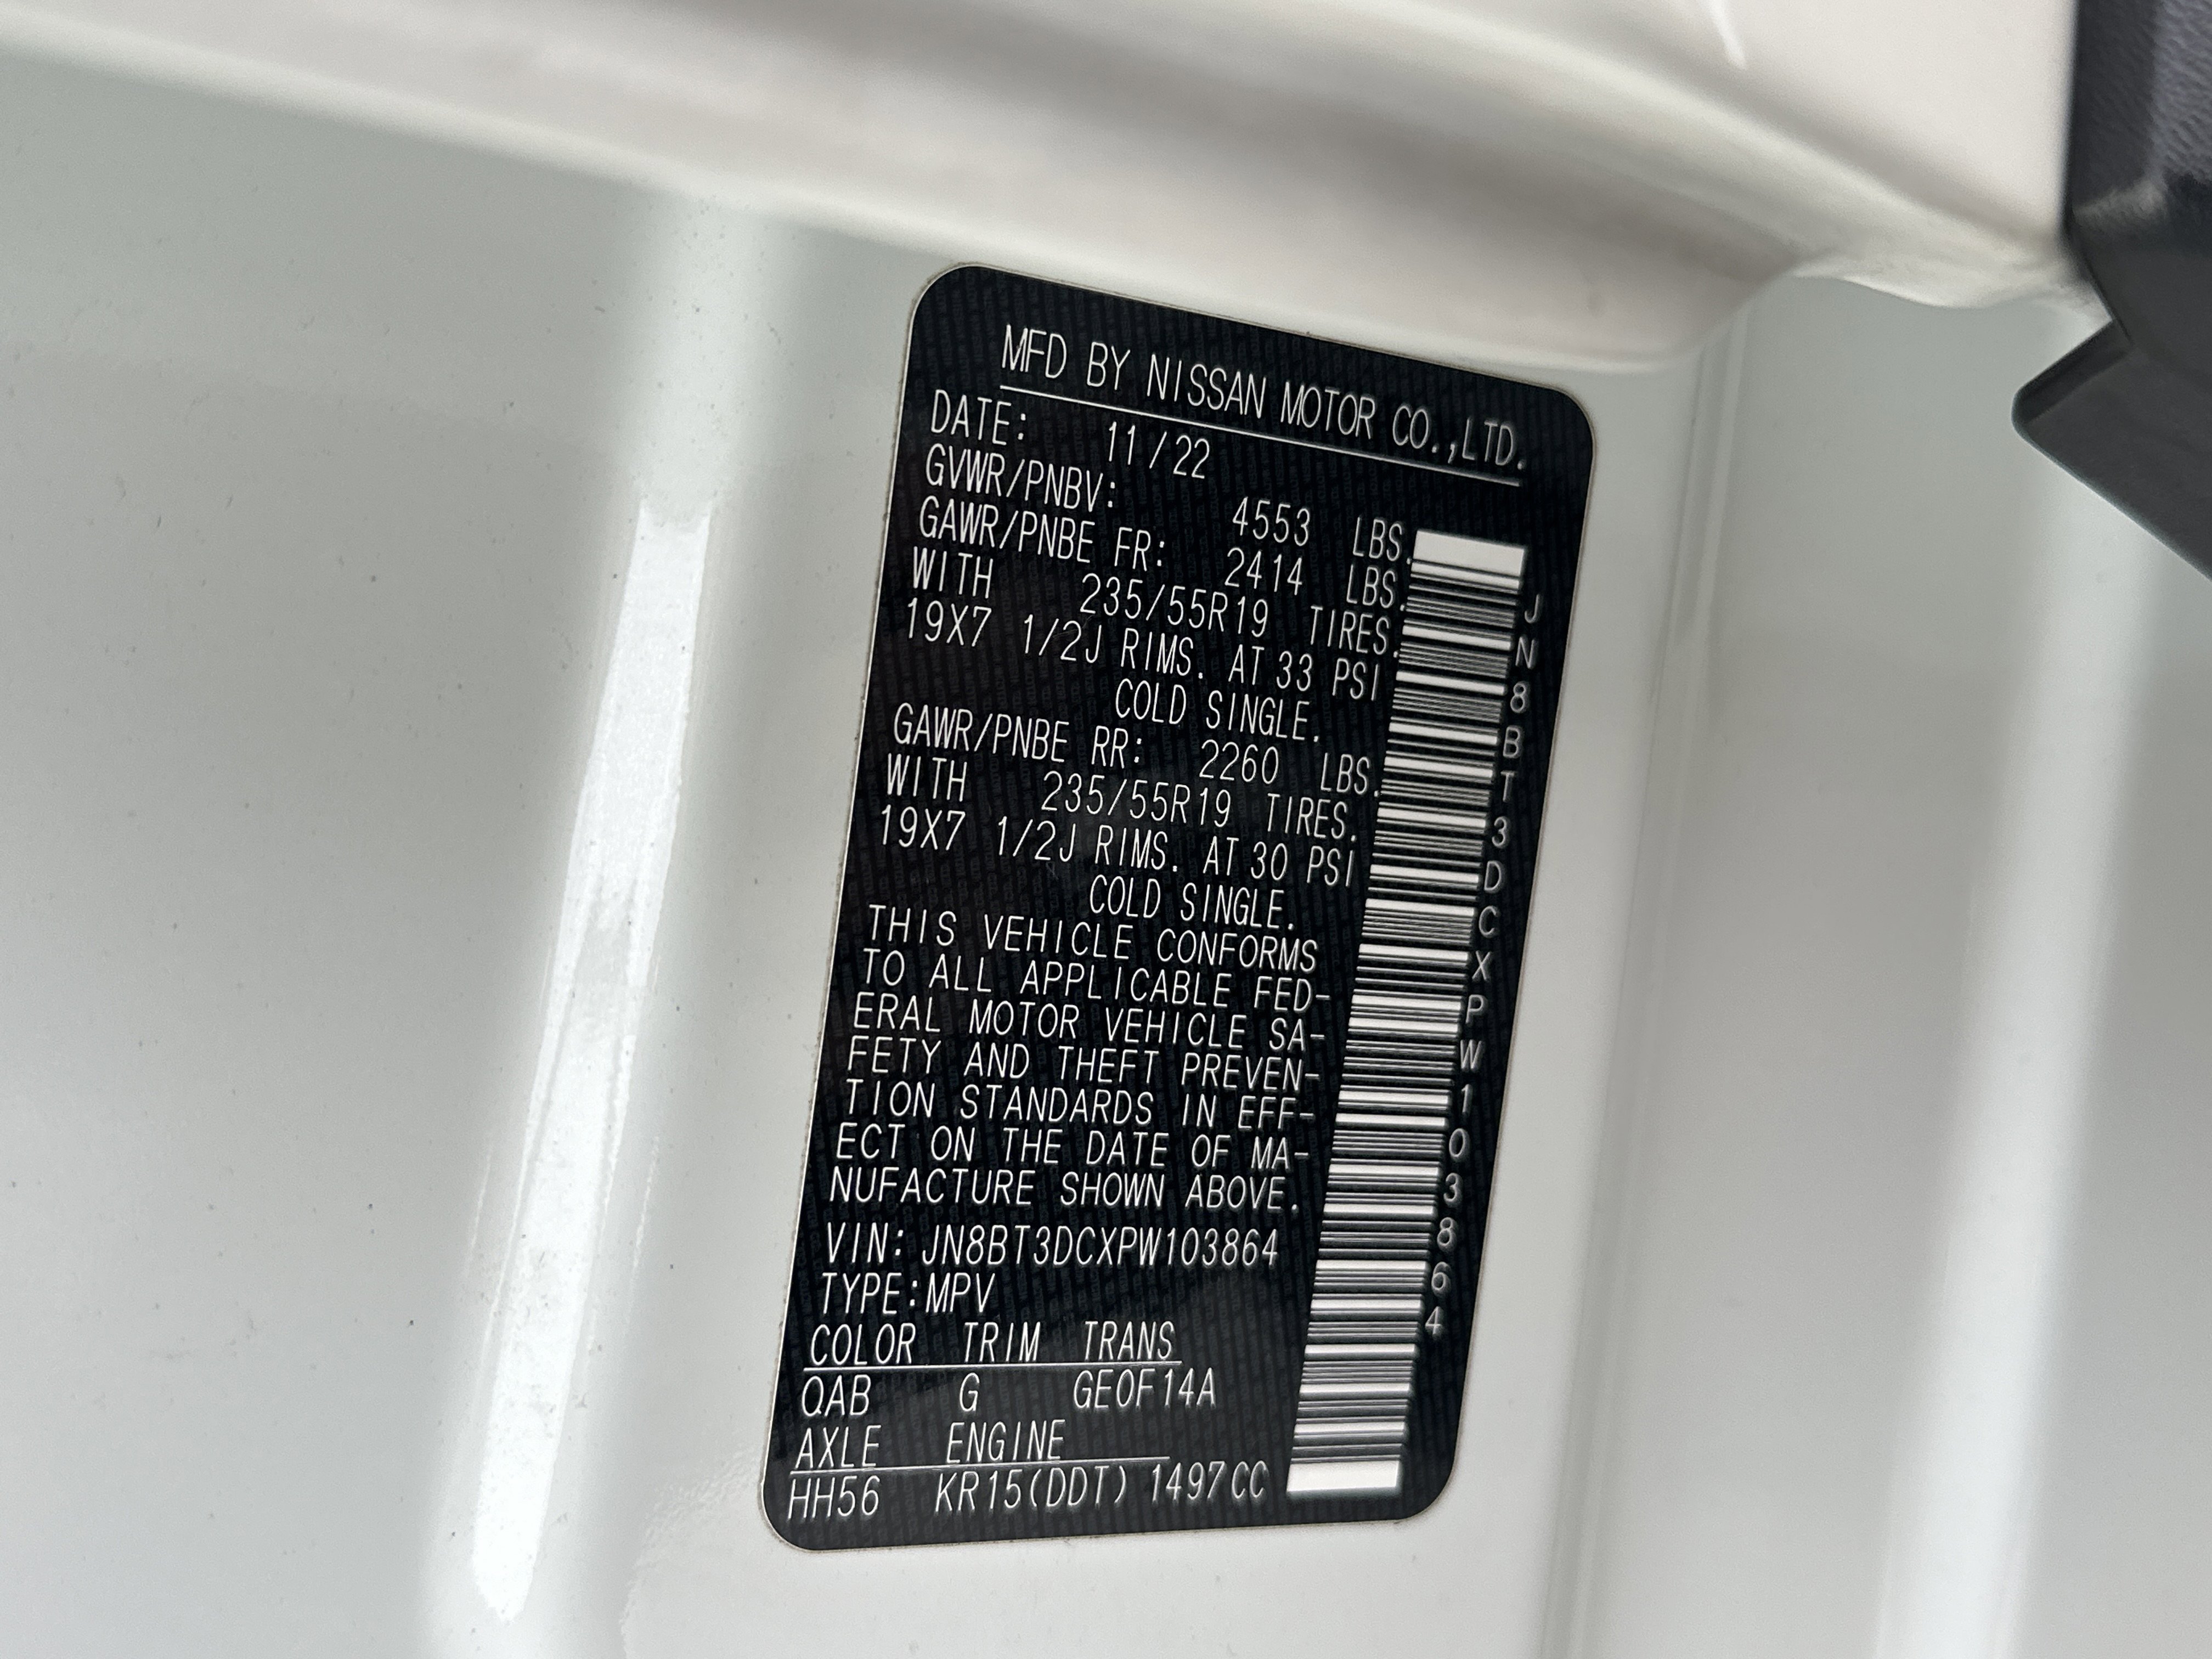 MFD BY NISSAN MOTOR CO.,LTD.
DATE: 11/22
GVWR/PNBV: 4553 LBS.
GAWR/PNBE FR: 2414 LBS.
WITH 235/55R19 TIRES.
19X7 1/2J RIMS. AT 33 PSI
COLD SINGLE.
GAWR/PNBE RR: 2260 LBS.
WITH 235/55R19 TIRES.
19X7 1/2J RIMS. AT 30 PSI
COLD SINGLE.
THIS VEHICLE CONFORMS
TO ALL APPLICABLE FED-
ERAL MOTOR VEHICLE SA-
FETY AND THEFT PREVEN-
TION STANDARDS IN EFF-
ECT ON THE DATE OF MA-
NUFACTURE SHOWN ABOVE.
VIN: JN8BT3DCXPW103864
TYPE:MPV
COLOR TRIM TRANS
QAB G GE0F14A
AXLE ENGINE
HH56 KR15(DDT) 1497CC
JN8BT3DCXPW103864